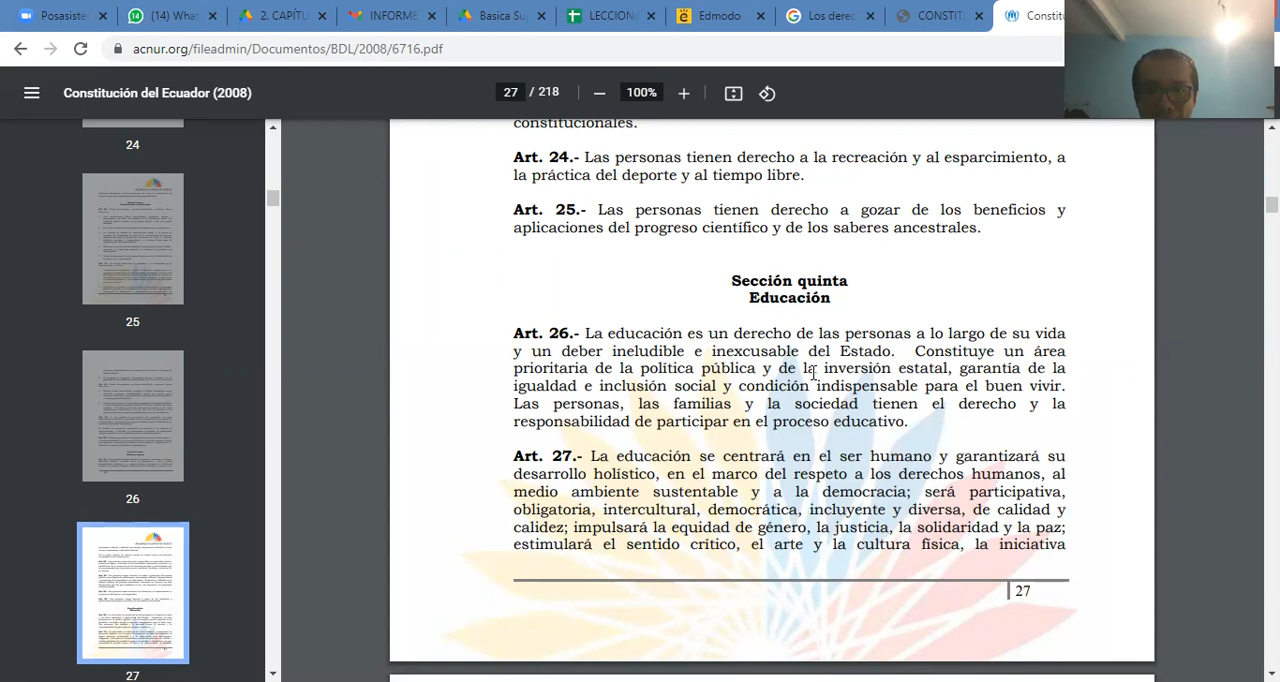 Posasister
(14) What
2. CAPÍTU
INFORME
Basica Su
LECCION
Edmodo
Los derec
CONSTIT
Constitu
acnur.org/fileadmin/Documentos/BDL/2008/6716.pdf
Constitución del Ecuador (2008)
27 / 218
100%
24
25
26
27
constitucionales.
Art. 24.- Las personas tienen derecho a la recreación y al esparcimiento, a
la práctica del deporte y al tiempo libre.
Art. 25.- Las personas tienen derecho a gozar de los beneficios y
aplicaciones del progreso científico y de los saberes ancestrales.
Sección quinta
Educación
Art. 26.- La educación es un derecho de las personas a lo largo de su vida
y un deber ineludible e inexcusable del Estado. Constituye un área
prioritaria de la política pública y de la inversión estatal, garantía de la
igualdad e inclusión social y condición indispensable para el buen vivir.
Las personas, las familias y la sociedad tienen el derecho y la
responsabilidad de participar en el proceso educativo.
Art. 27.- La educación se centrará en el ser humano y garantizará su
desarrollo holístico, en el marco del respeto a los derechos humanos, al
medio ambiente sustentable y a la democracia; será participativa,
obligatoria, intercultural, democrática, incluyente y diversa, de calidad y
calidez; impulsará la equidad de género, la justicia, la solidaridad y la paz;
estimulará el sentido crítico, el arte y la cultura física, la iniciativa
27